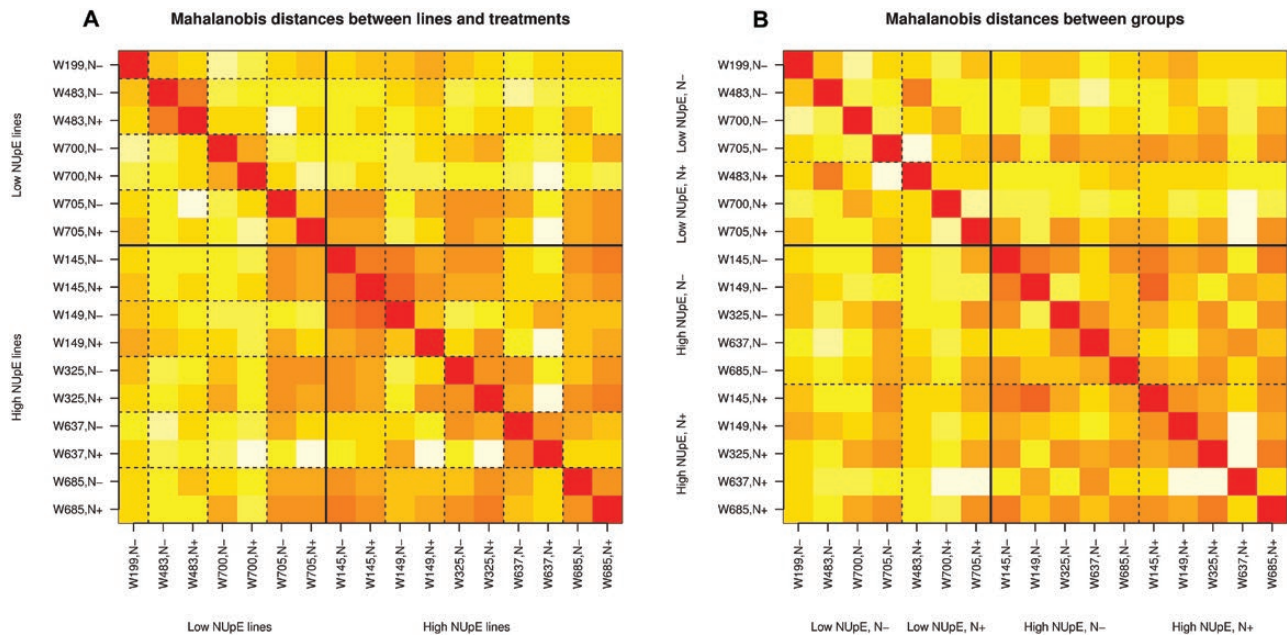 A
Mahalanobis distances between lines and treatments
W199,N−
W483,N−
W483,N+
W700,N−
W700,N+
W705,N−
W705,N+
W145,N−
W145,N+
W149,N−
W149,N+
W325,N−
W325,N+
W637,N−
W637,N+
W685,N−
W685,N+
Low NUpE lines
High NUpE lines
W199,N−
W483,N−
W483,N+
W700,N−
W700,N+
W705,N−
W705,N+
W145,N−
W145,N+
W149,N−
W149,N+
W325,N−
W325,N+
W637,N−
W637,N+
W685,N−
W685,N+
Low NUpE lines
High NUpE lines
B
Mahalanobis distances between groups
W199,N−
W483,N−
W700,N−
W705,N−
W483,N+
W700,N+
W705,N+
W145,N−
W149,N−
W325,N−
W637,N−
W685,N−
W145,N+
W149,N+
W325,N+
W637,N+
W685,N+
Low NUpE, N−
Low NUpE, N+
High NUpE, N−
High NUpE, N+
W199,N−
W483,N−
W700,N−
W705,N−
W483,N+
W700,N+
W705,N+
W145,N−
W149,N−
W325,N−
W637,N−
W685,N−
W145,N+
W149,N+
W325,N+
W637,N+
W685,N+
Low NUpE, N−
Low NUpE, N+
High NUpE, N−
High NUpE, N+